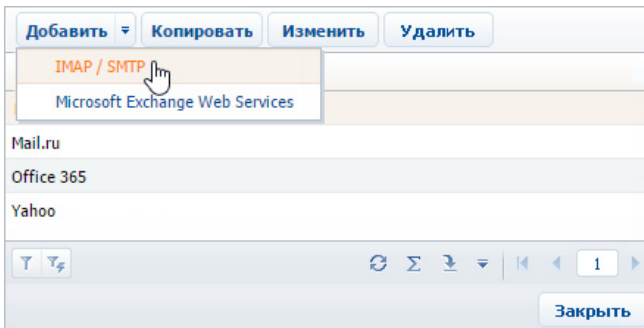 Добавить Копировать Изменить Удалить
IMAP / SMTP
Microsoft Exchange Web Services
Mail.ru
Office 365
Yahoo
Σ 1
Закрыть